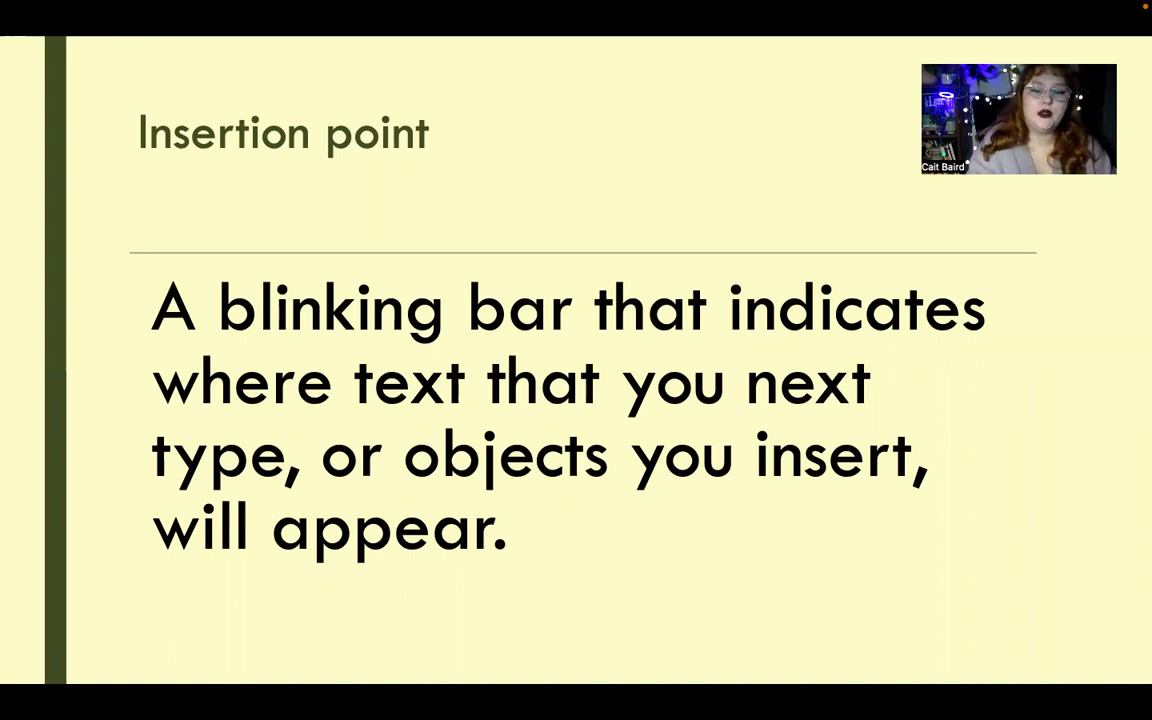 Insertion point
Cait Baird
A blinking bar that indicates
where text that you next
type, or objects you insert,
will appear.